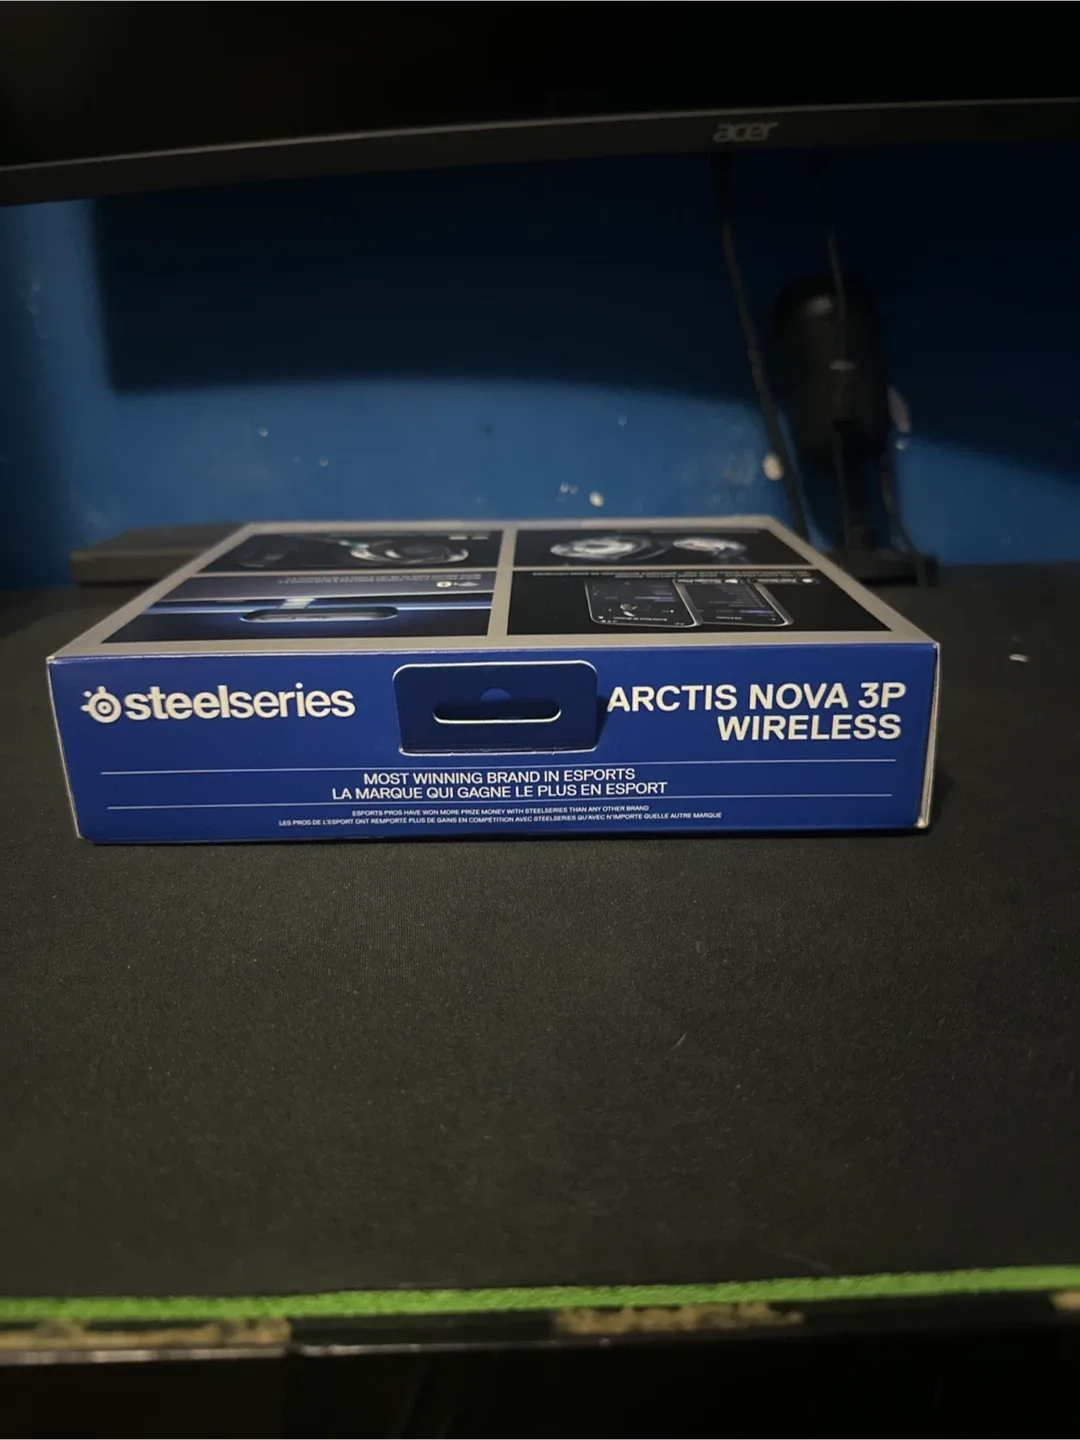 acer
steelseries
ARCTIS NOVA 3P
WIRELESS
MOST WINNING BRAND IN ESPORTS
LA MARQUE QUI GAGNE LE PLUS EN ESPORT
ESPORTS PROS HAVE WON MORE PRIZE MONEY WITH STEELSERIES THAN ANY OTHER BRAND
LES PROS DE L'ESPORT ONT REMPORTÉ PLUS DE GAINS EN COMPÉTITION AVEC STEELSERIES QU'AVEC N'IMPORTE QUELLE AUTRE MARQUE